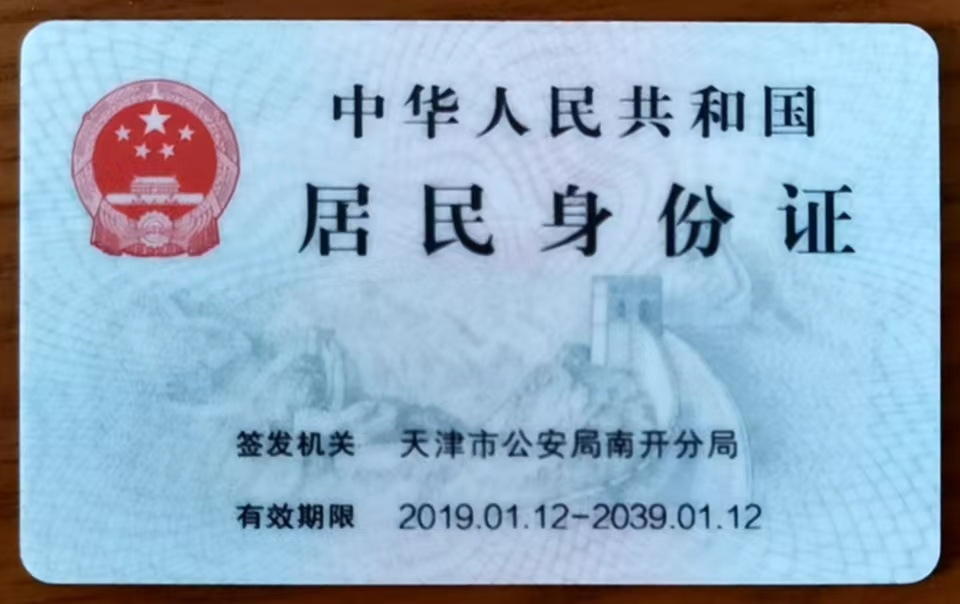 中华人民共和国
居民身份证
签发机关 天津市公安局南开分局
有效期限 2019.01.12-2039.01.12